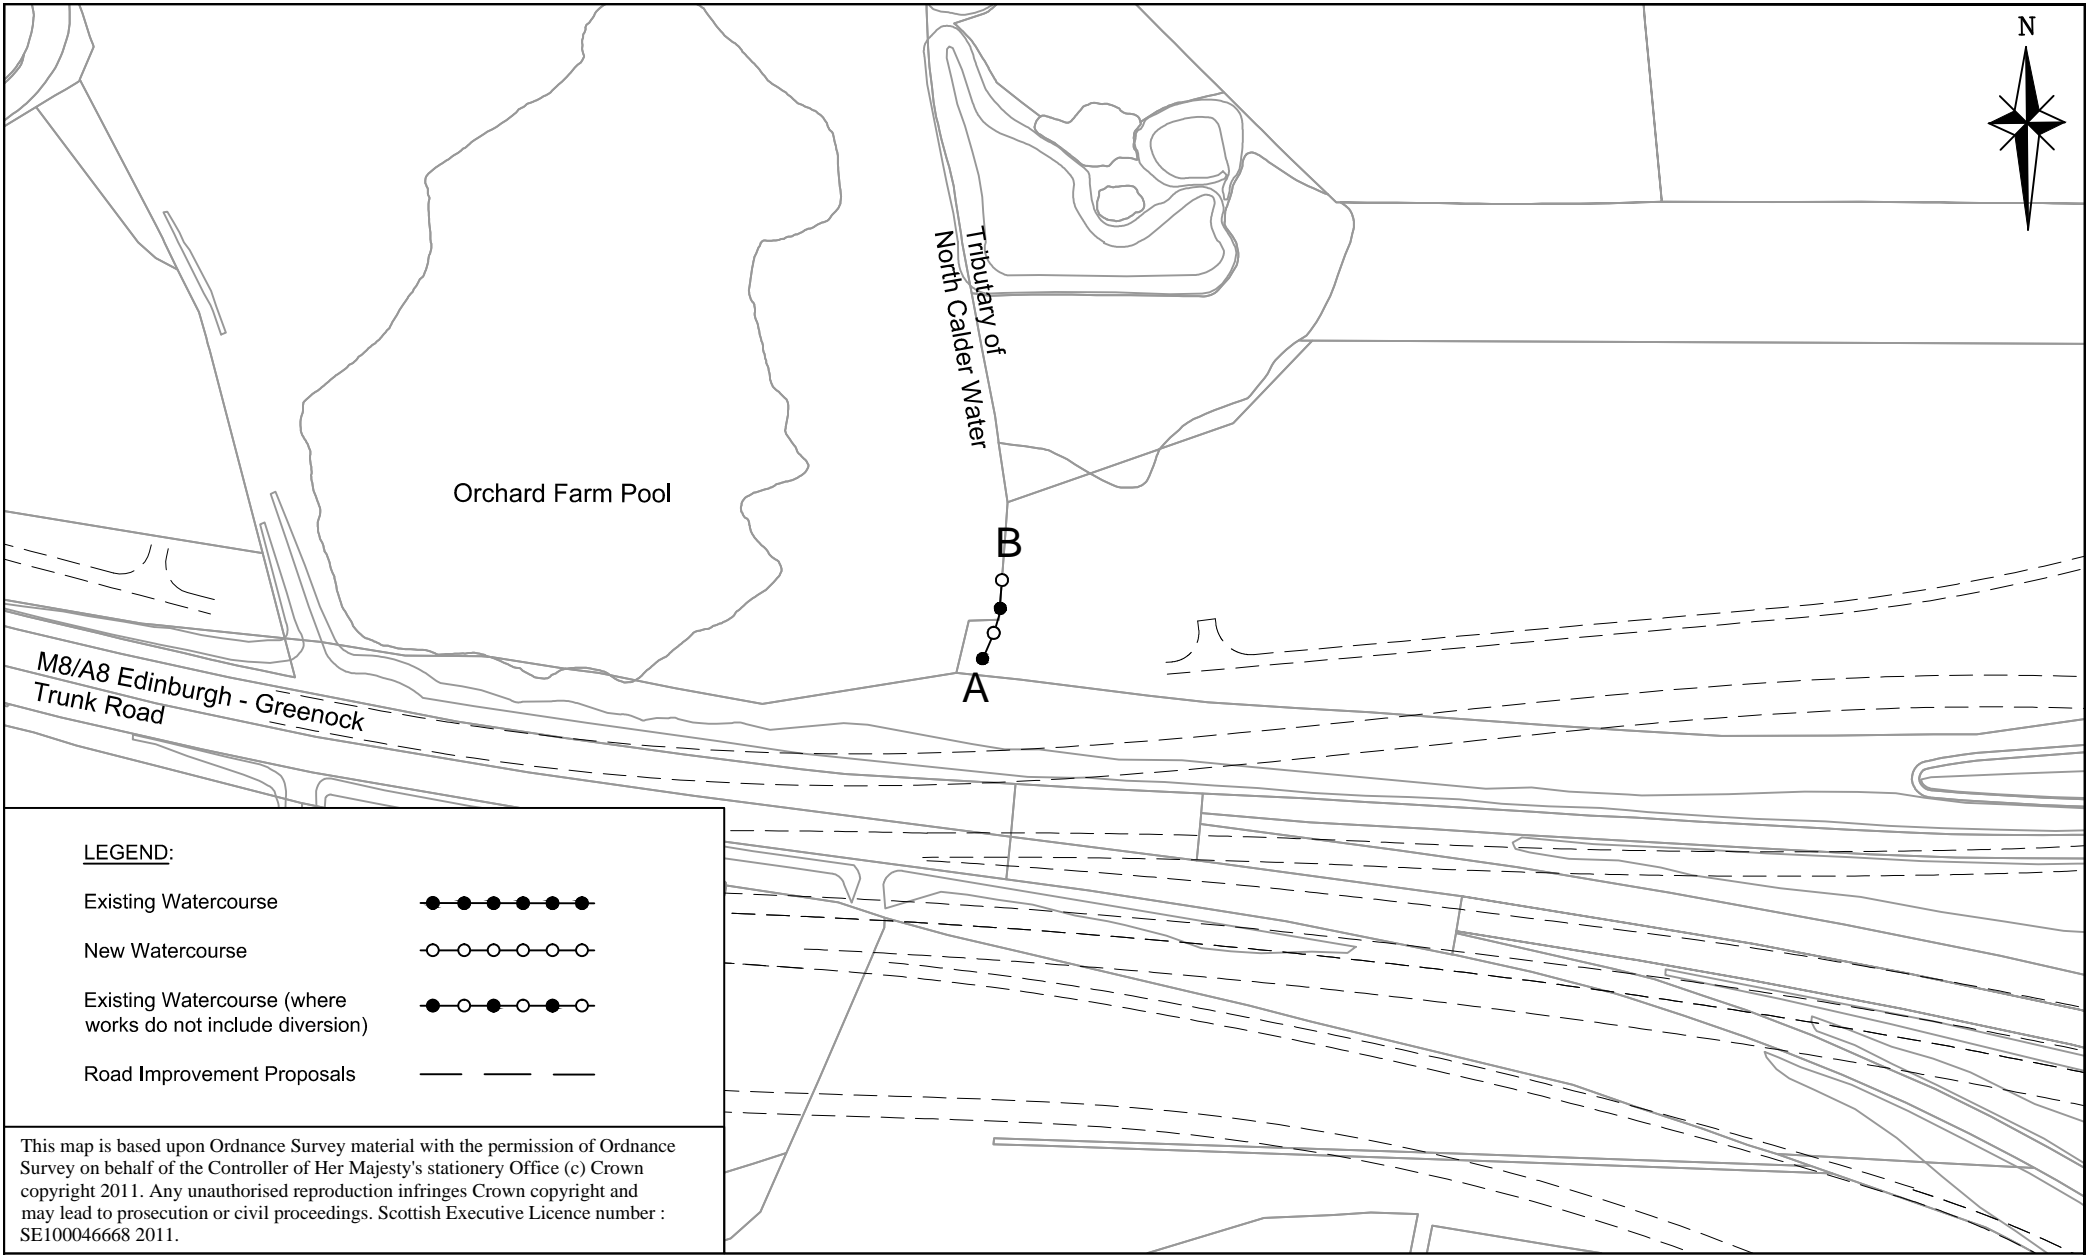 N
Tributary of
North Calder Water
Orchard Farm Pool
B
A
M8/A8 Edinburgh - Greenock
Trunk Road
LEGEND:
Existing Watercourse
New Watercourse
Existing Watercourse (where
works do not include diversion)
Road Improvement Proposals
This map is based upon Ordnance Survey material with the permission of Ordnance
Survey on behalf of the Controller of Her Majesty's stationery Office (c) Crown
copyright 2011. Any unauthorised reproduction infringes Crown copyright and
may lead to prosecution or civil proceedings. Scottish Executive Licence number :
SE100046668 2011.